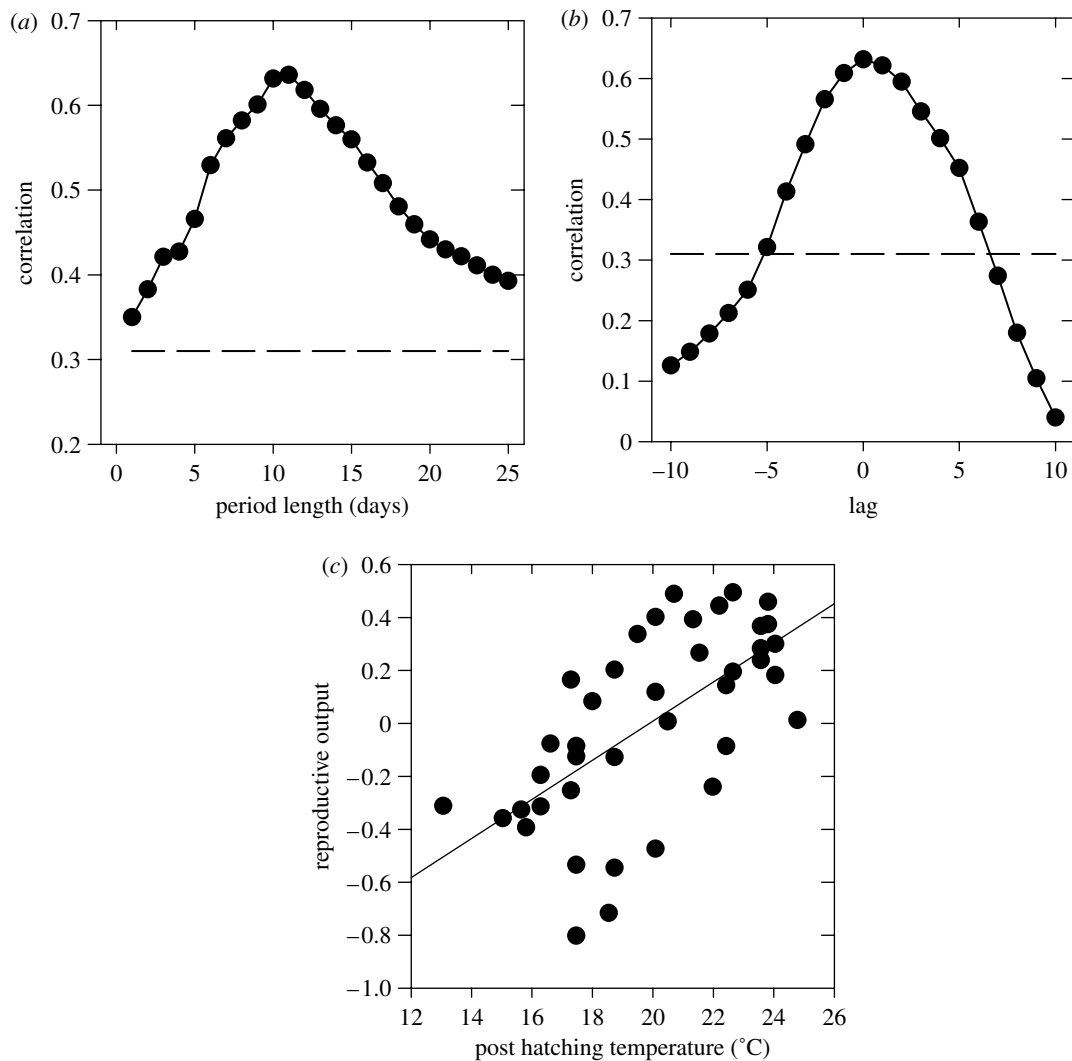 (a)
0.7
0.6
0.5
0.4
0.3
0.2
correlation
0 5 10 15 20 25
period length (days)
(b)
0.7
0.6
0.5
0.4
0.3
0.2
0.1
0
correlation
−10 −5 0 5 10
lag
(c)
0.6
0.4
0.2
0
−0.2
−0.4
−0.6
−0.8
−1.0
reproductive output
12 14 16 18 20 22 24 26
post hatching temperature (˚C)